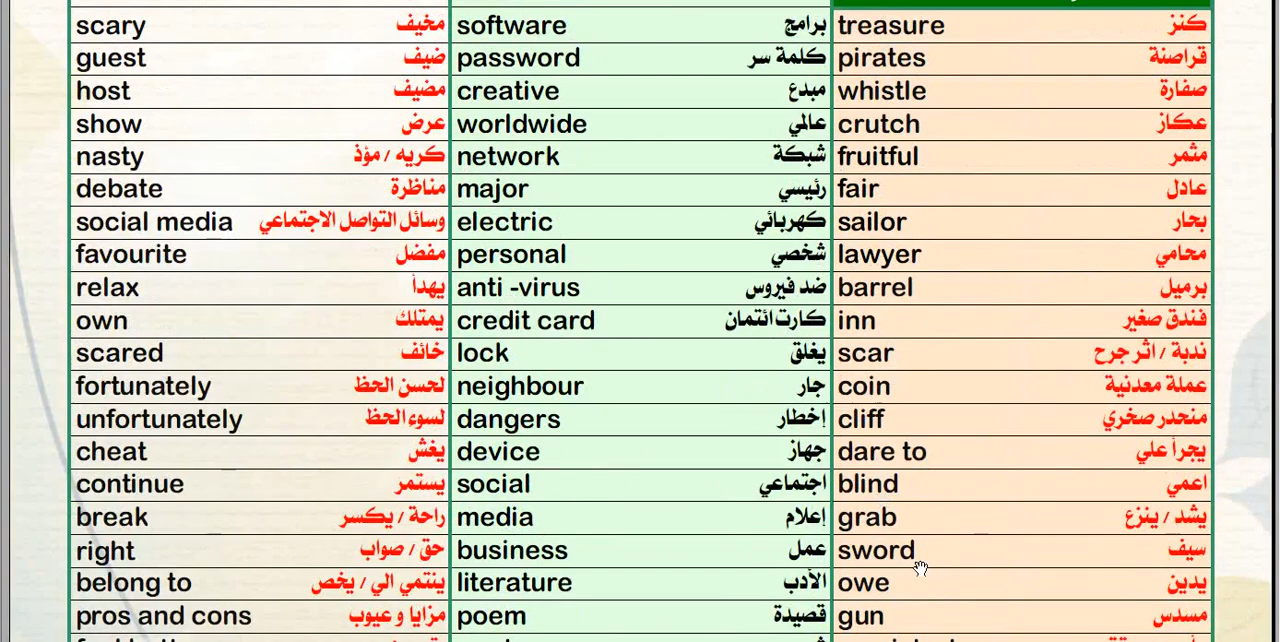 scary مخيف software برامج treasure كنز
guest ضيف password كلمة سر pirates قراصنة
host مضيف creative مبدع whistle صفارة
show عرض worldwide عالمي crutch عكاز
nasty كريه / مؤذ network شبكة fruitful مثمر
debate مناظرة major رئيسي fair عادل
social media وسائل التواصل الاجتماعي electric كهربائي sailor بحار
favourite مفضل personal شخصي lawyer محامي
relax يهدأ anti -virus ضد فيروس barrel برميل
own يمتلك credit card كارت ائتمان inn فندق صغير
scared خائف lock يغلق scar ندبة / اثر جرح
fortunately لحسن الحظ neighbour جار coin عملة معدنية
unfortunately لسوء الحظ dangers إخطار cliff منحدر صخري
cheat يغش device جهاز dare to يجرأ علي
continue يستمر social اجتماعي blind اعمي
break راحة / يكسر media إعلام grab يشد / ينزع
right حق / صواب business عمل sword سيف
belong to ينتمي الي / يخص literature الأدب owe يدين
pros and cons مزايا و عيوب poem قصيدة gun مسدس